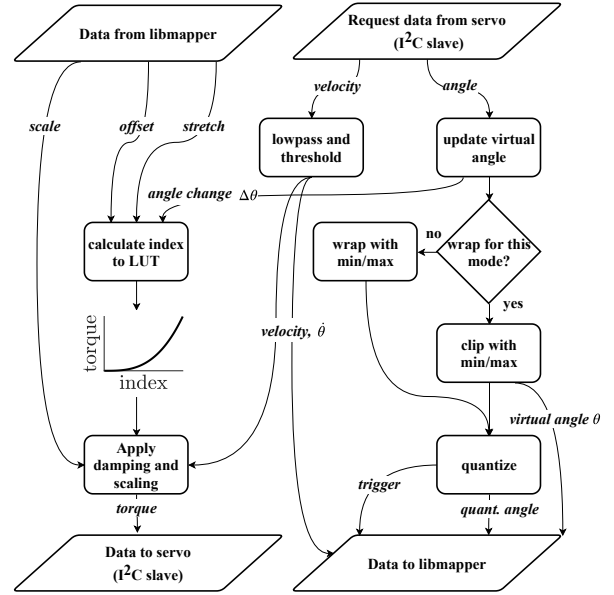 Data from libmapper
Request data from servo
(I²C slave)
velocity
angle
scale
offset
stretch
lowpass and
threshold
update virtual
angle
angle change Δθ
calculate index
to LUT
wrap with
min/max
no
wrap for this
mode?
yes
torque
index
velocity, θ̇
clip with
min/max
virtual angle θ
Apply
damping and
scaling
quantize
trigger
quant. angle
torque
Data to servo
(I²C slave)
Data to libmapper